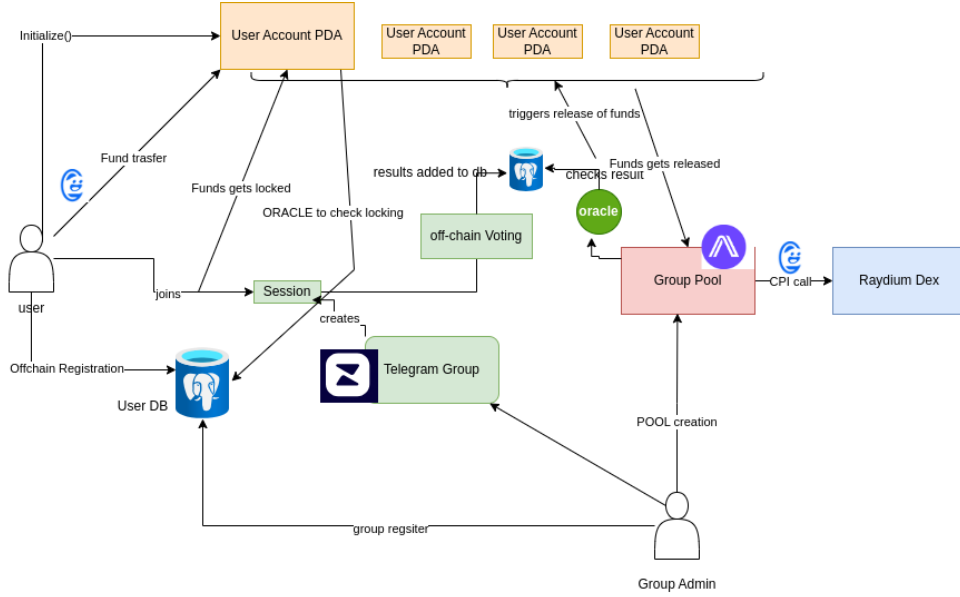 Initialize()
User Account PDA
User Account
PDA
User Account
PDA
User Account
PDA
triggers release of funds
Fund trasfer
Funds gets locked
results added to db
checks result
Funds gets released
ORACLE to check locking
oracle
off-chain Voting
Group Pool
CPI call
Raydium Dex
user
joins
Session
creates
Offchain Registration
Telegram Group
User DB
POOL creation
group regsiter
Group Admin